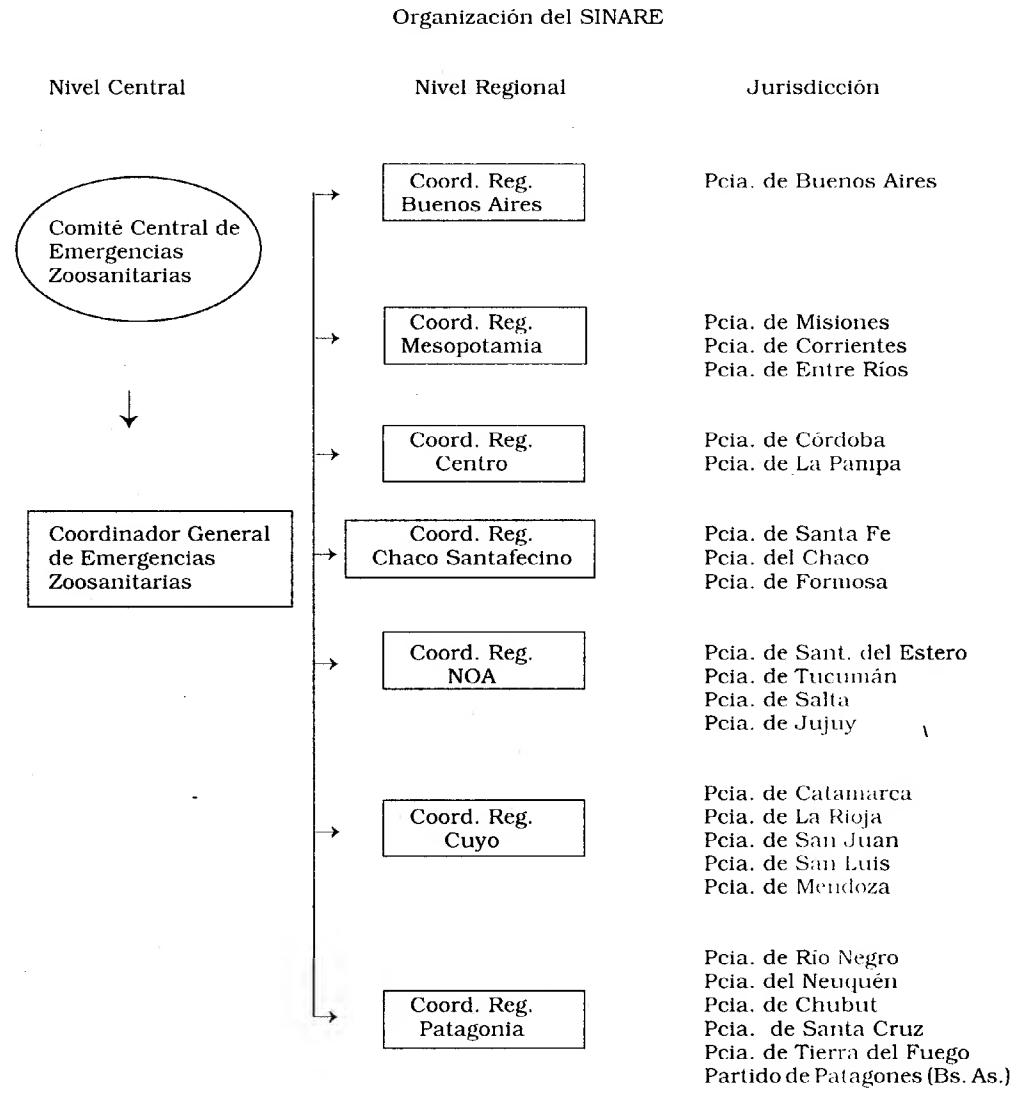 Organización del SINARE
Nivel Central
Nivel Regional
Jurisdicción
Comité Central de
Emergencias
Zoosanitarias
Coordinador General
de Emergencias
Zoosanitarias
Coord. Reg.
Buenos Aires
Pcia. de Buenos Aires
Coord. Reg.
Mesopotamia
Pcia. de Misiones
Pcia. de Corrientes
Pcia. de Entre Ríos
Coord. Reg.
Centro
Pcia. de Córdoba
Pcia. de La Pampa
Coord. Reg.
Chaco Santafecino
Pcia. de Santa Fe
Pcia. del Chaco
Pcia. de Formosa
Coord. Reg.
NOA
Pcia. de Sant. del Estero
Pcia. de Tucumán
Pcia. de Salta
Pcia. de Jujuy
Coord. Reg.
Cuyo
Pcia. de Catamarca
Pcia. de La Rioja
Pcia. de San Juan
Pcia. de San Luis
Pcia. de Mendoza
Coord. Reg.
Patagonia
Pcia. de Río Negro
Pcia. del Neuquén
Pcia. de Chubut
Pcia. de Santa Cruz
Pcia. de Tierra del Fuego
Partido de Patagones (Bs. As.)